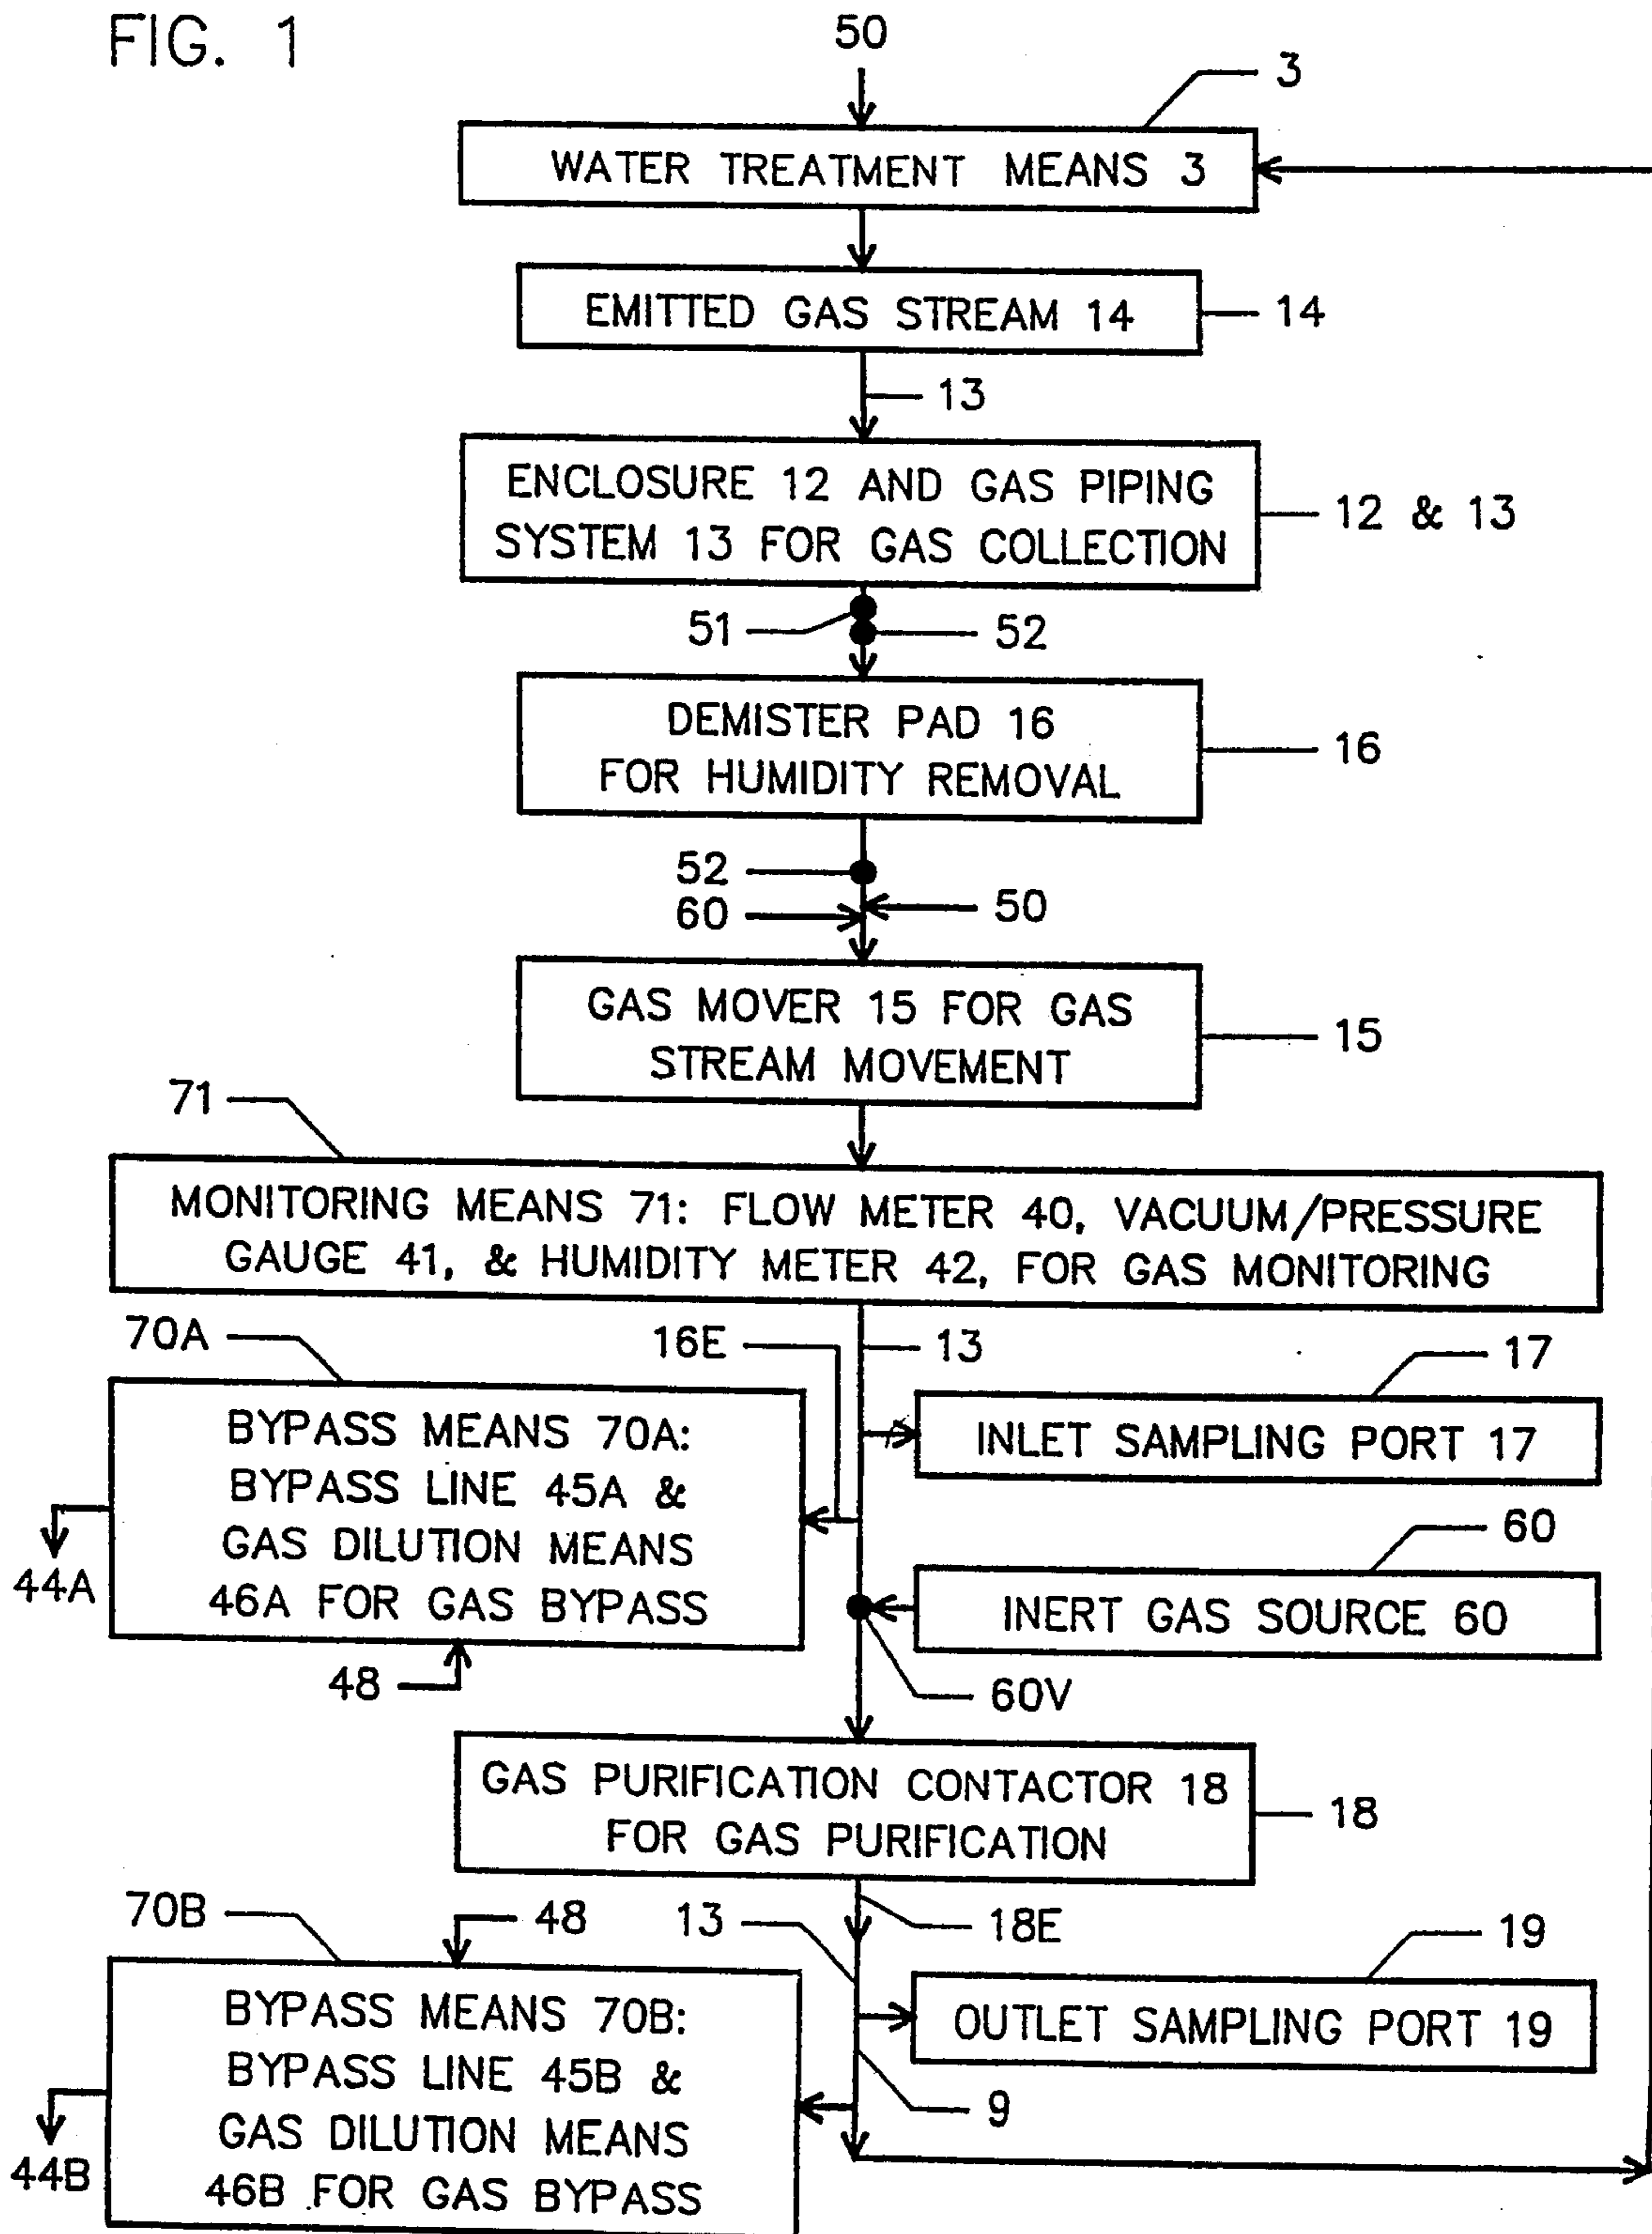 FIG. 1
50
3
WATER TREATMENT MEANS 3
EMITTED GAS STREAM 14
14
13
ENCLOSURE 12 AND GAS PIPING
SYSTEM 13 FOR GAS COLLECTION
12 & 13
51
52
DEMISTER PAD 16
FOR HUMIDITY REMOVAL
16
52
60
50
GAS MOVER 15 FOR GAS
STREAM MOVEMENT
15
71
MONITORING MEANS 71: FLOW METER 40, VACUUM/PRESSURE
GAUGE 41, & HUMIDITY METER 42, FOR GAS MONITORING
70A
16E
13
17
BYPASS MEANS 70A:
BYPASS LINE 45A &
GAS DILUTION MEANS
46A FOR GAS BYPASS
INLET SAMPLING PORT 17
44A
60
INERT GAS SOURCE 60
48
60V
GAS PURIFICATION CONTACTOR 18
FOR GAS PURIFICATION
18
70B
48
13
18E
19
BYPASS MEANS 70B:
BYPASS LINE 45B &
GAS DILUTION MEANS
46B FOR GAS BYPASS
OUTLET SAMPLING PORT 19
9
44B